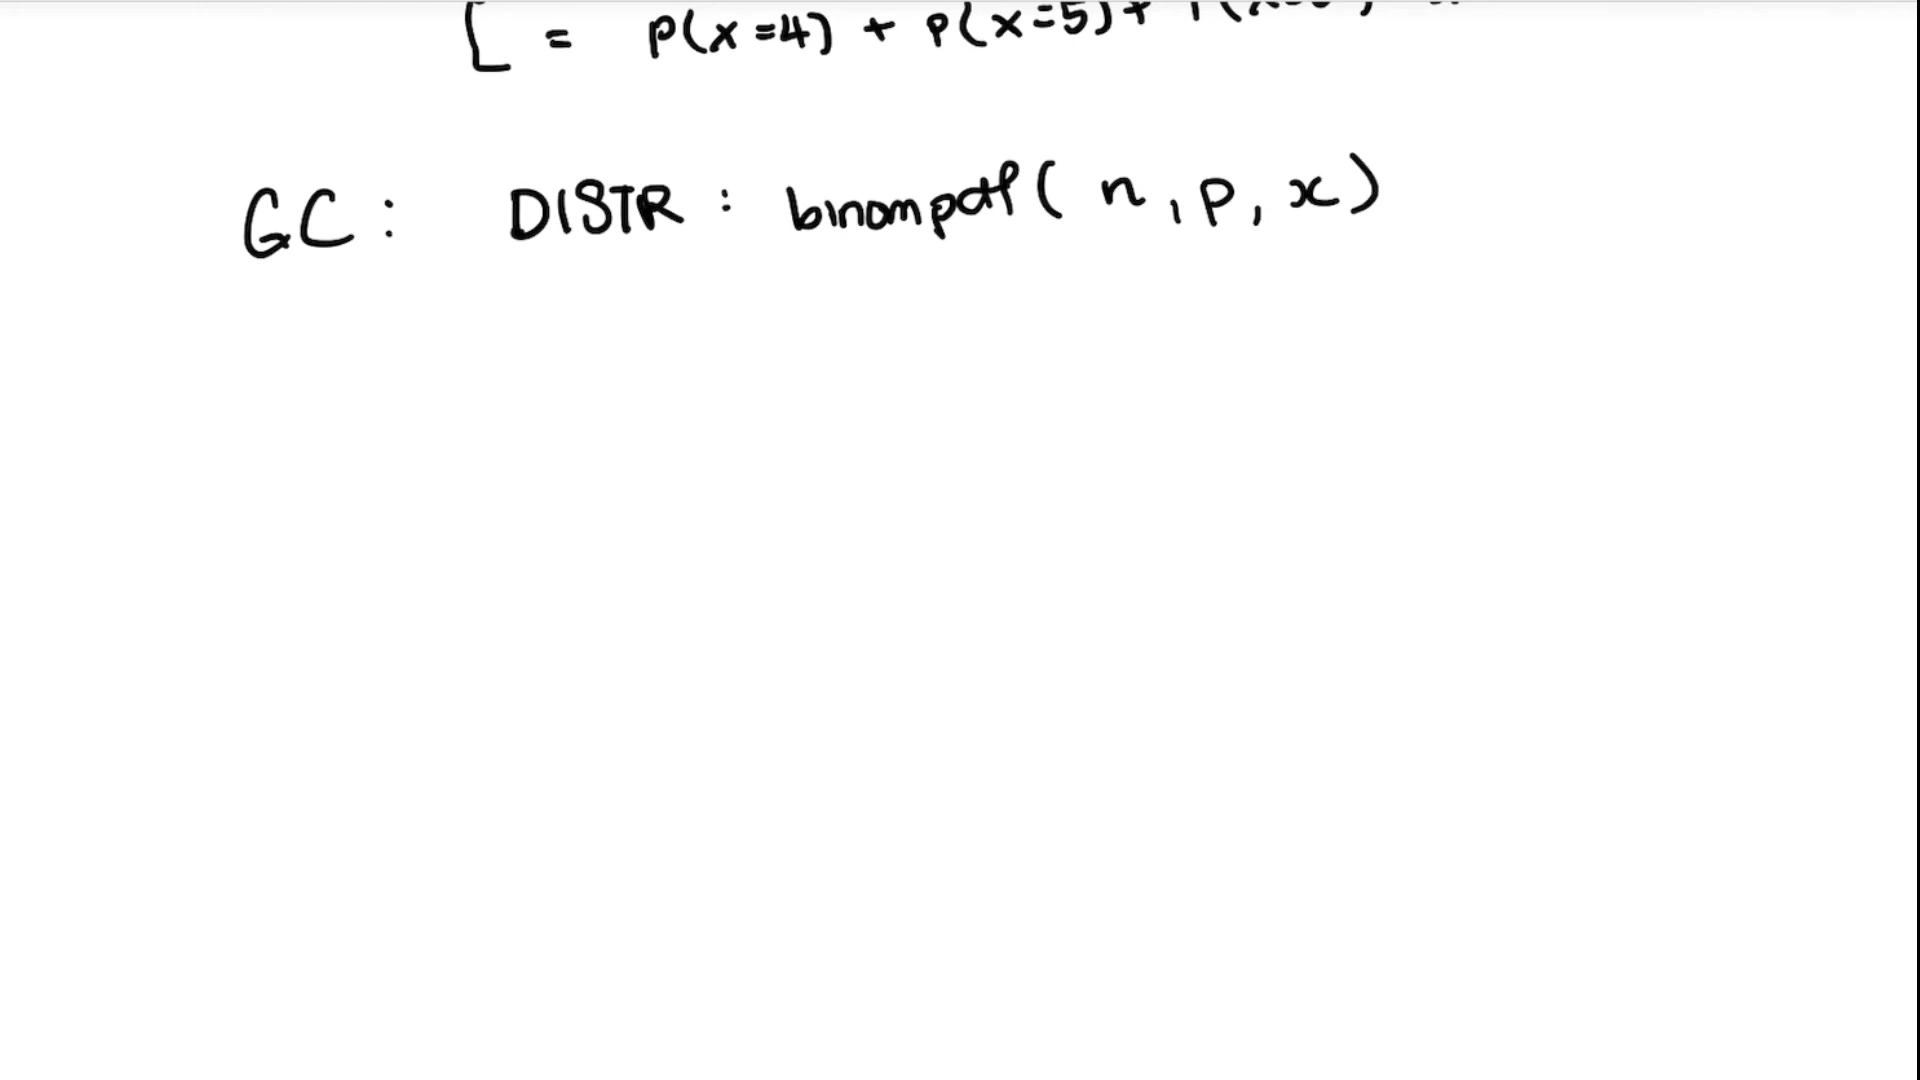 [ = P(x=4) + P(x=5) +
GC: DISTR: binompdf( n, p, x)